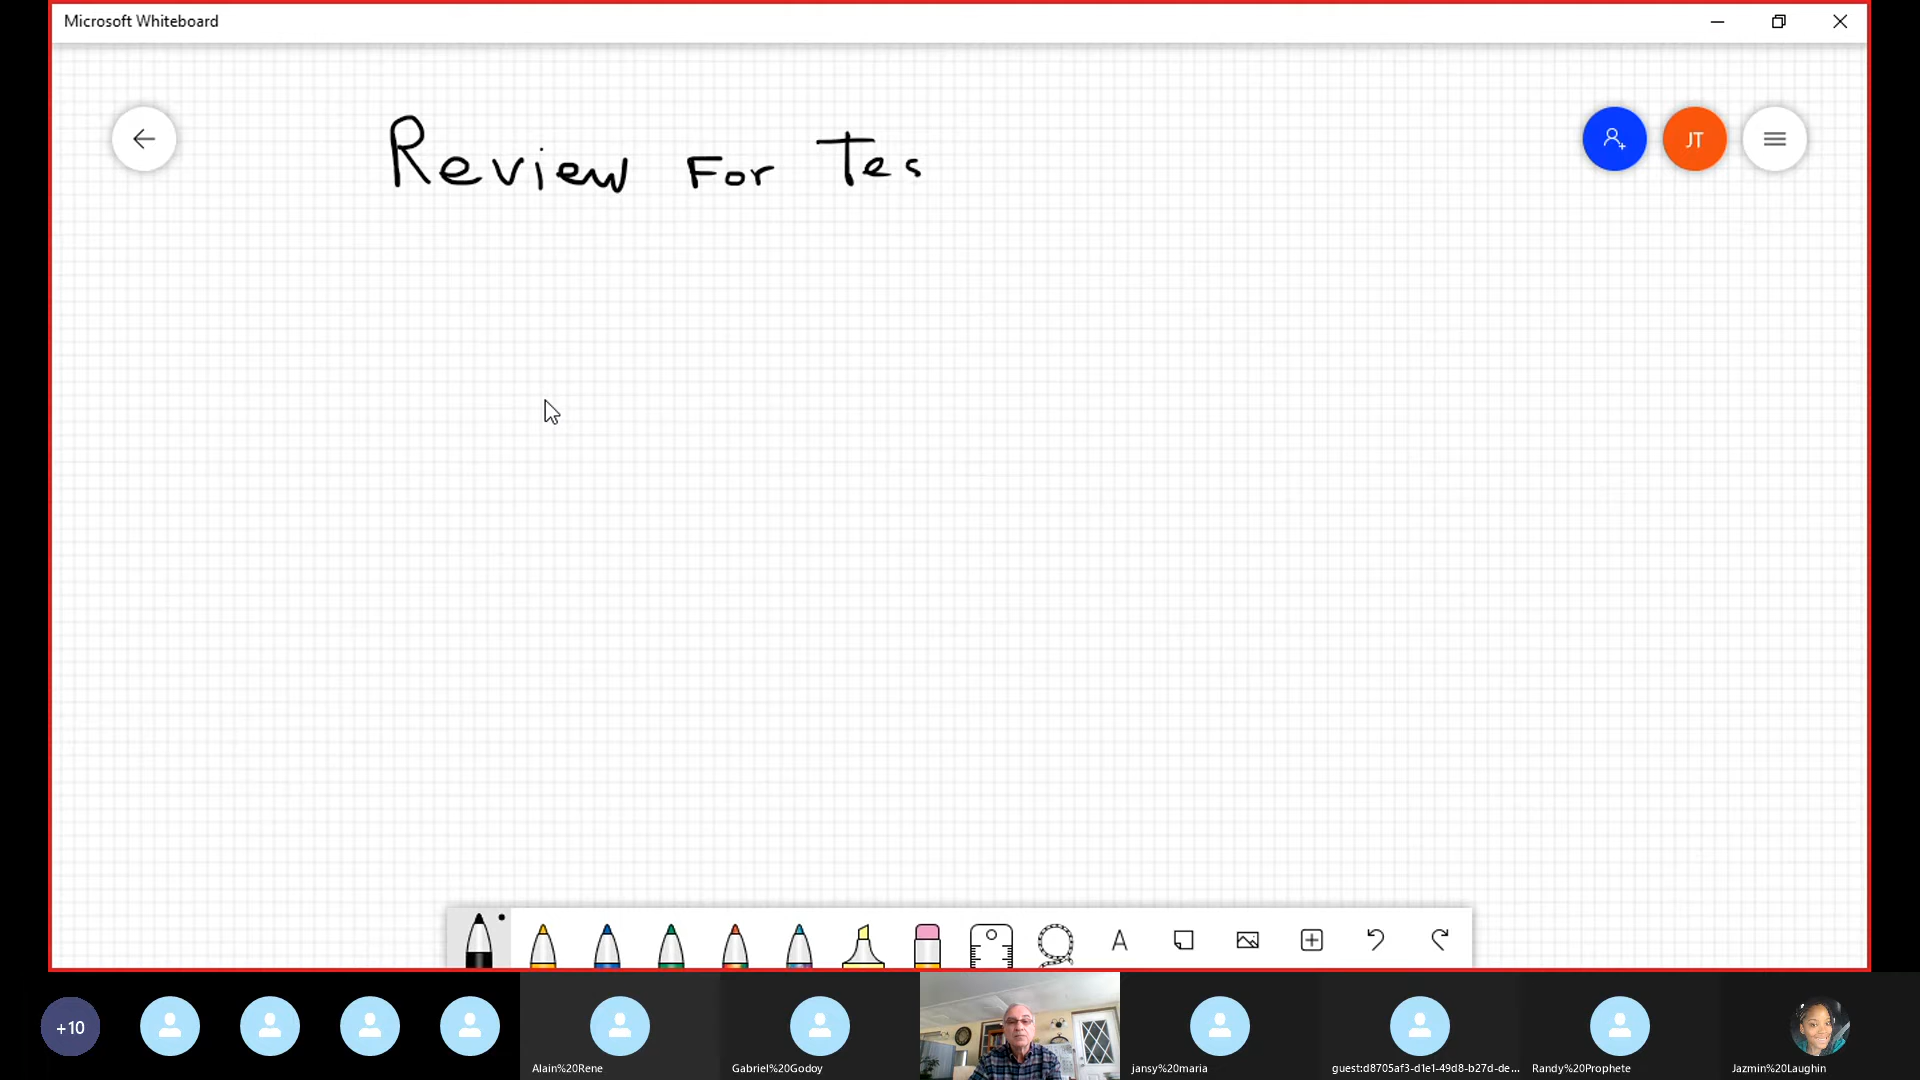 Microsoft Whiteboard
Review For Tes
JT
A
+10
Alain%20Rene
Gabriel%20Godoy
jansy%20maria
guest:d8705af3-d1e1-49d8-b27d-de...
Randy%20Prophete
Jazmin%20Laughin